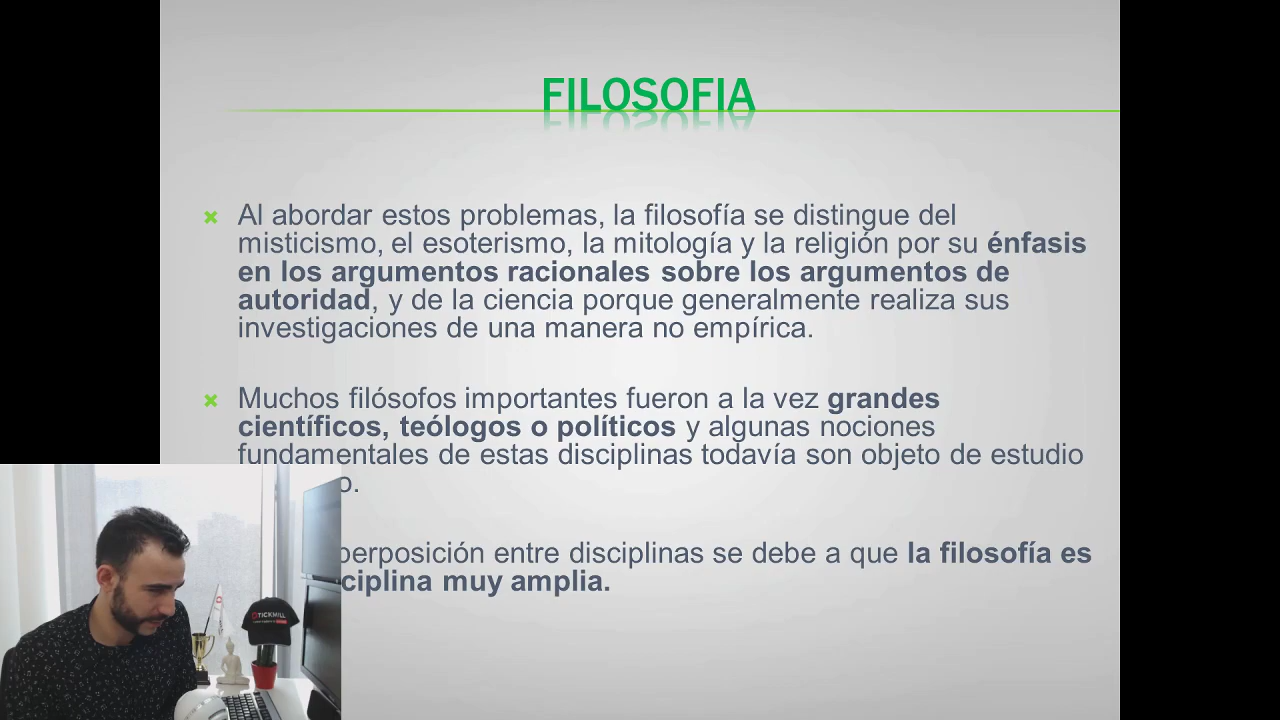 FILOSOFIA
Al abordar estos problemas, la filosofía se distingue del
misticismo, el esoterismo, la mitología y la religión por su énfasis
en los argumentos racionales sobre los argumentos de
autoridad, y de la ciencia porque generalmente realiza sus
investigaciones de una manera no empírica.
Muchos filósofos importantes fueron a la vez grandes
científicos, teólogos o políticos y algunas nociones
fundamentales de estas disciplinas todavía son objeto de estudio
o.
perposición entre disciplinas se debe a que la filosofía es
ciplina muy amplia.
TICKMILL